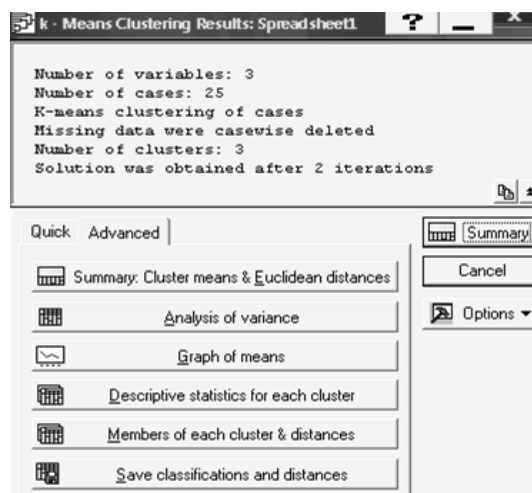 k - Means Clustering Results: Spreadsheet1 ? _ X
Number of variables: 3
Number of cases: 25
K-means clustering of cases
Missing data were casewise deleted
Number of clusters: 3
Solution was obtained after 2 iterations
Quick Advanced
Summary
Summary: Cluster means & Euclidean distances
Cancel
Analysis of variance
Options
Graph of means
Descriptive statistics for each cluster
Members of each cluster & distances
Save classifications and distances